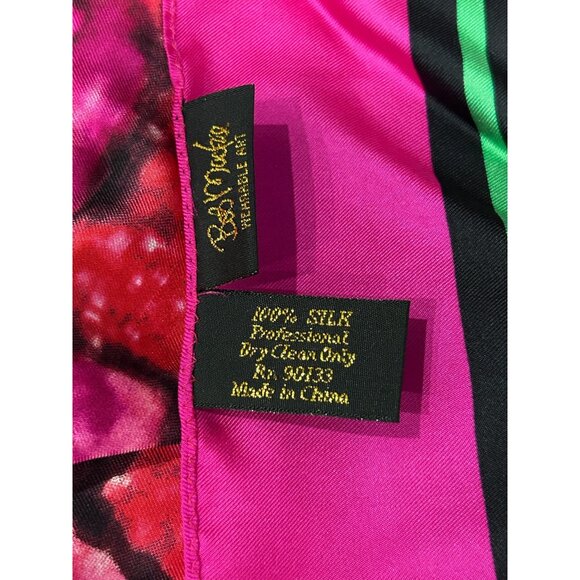 Bob Mackie
WEARABLE ART
100% SILK
Professional
Dry Clean Only
Rn 90133
Made in China